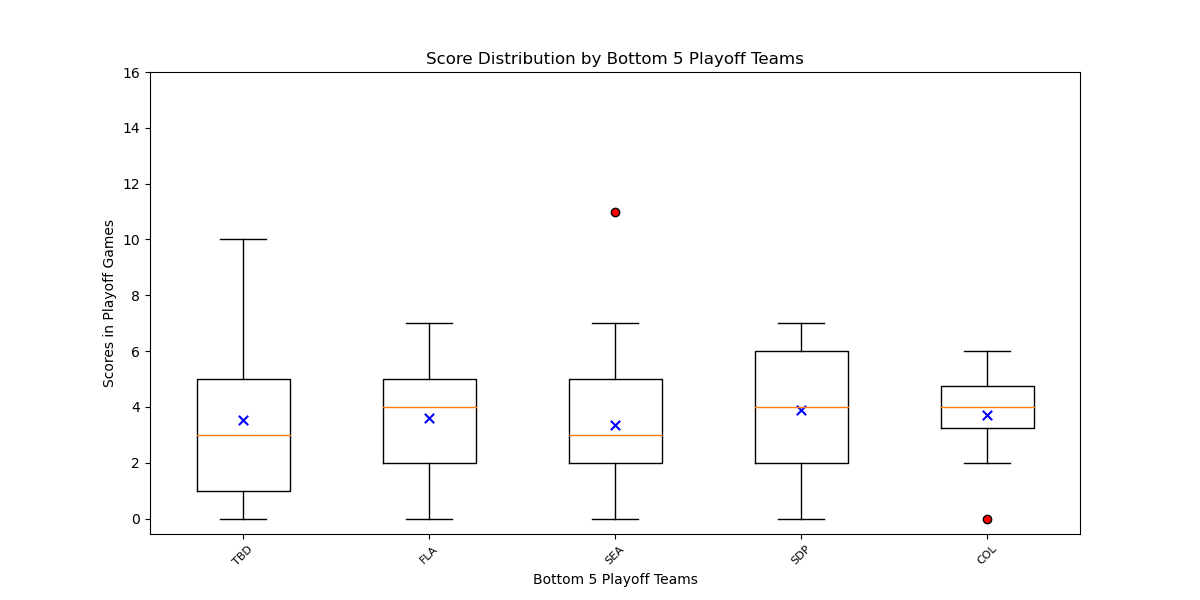 Score Distribution by Bottom 5 Playoff Teams
Scores in Playoff Games
16
14
12
10
8
6
4
2
0
TBD FLA SEA SDP COL
Bottom 5 Playoff Teams